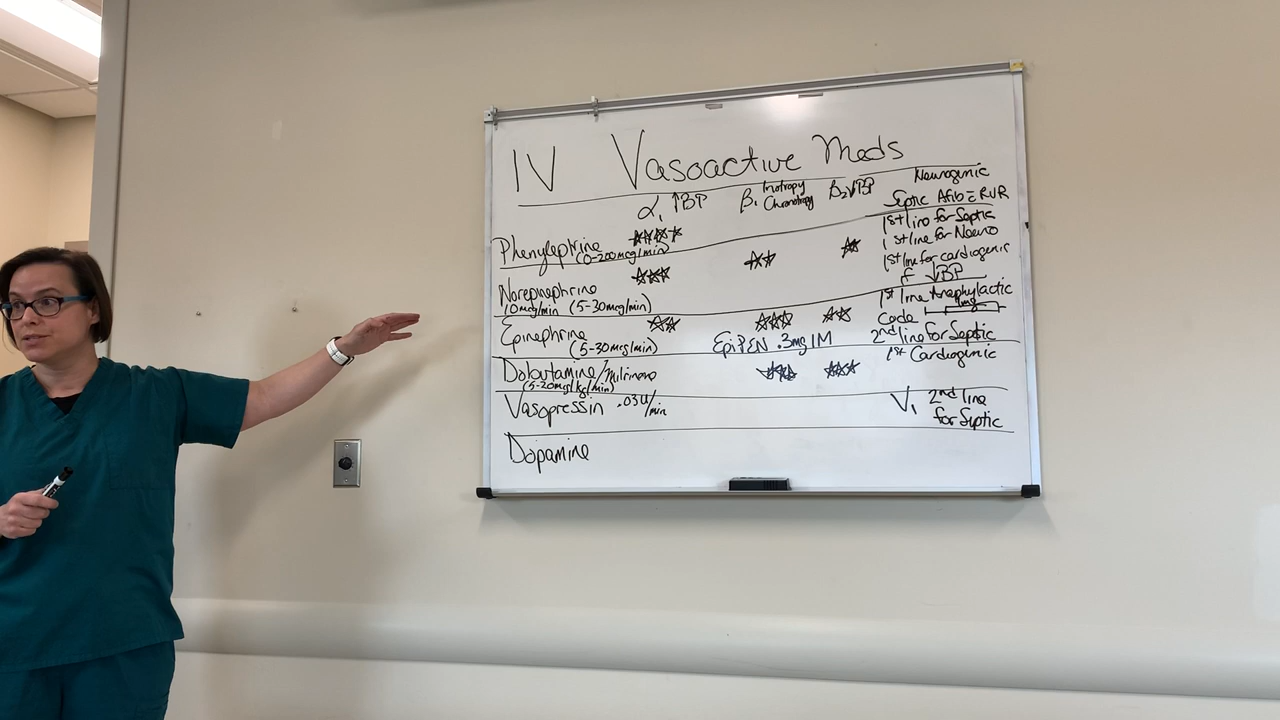 IV Vasoactive Meds
α1 ↑BP β1 Inotropy Chronotropy β2 ↓BP
Neurogenic
Septic Afib c̄ RVR
Phenylephrine ☆☆☆☆
(0-200mcg/min)
1st line for Septic
1st line for Neuro
1st line for cardiogenic
c̄ ↓BP
Norepinephrine ☆☆☆ ☆☆ ☆
10mcg/min (5-30mcg/min)
1st line Anaphylactic
Code 1mg
Epinephrine ☆☆ ☆☆☆ ☆☆
(5-30mcg/min) EpiPEN .3mg IM
2nd line for Septic
Dobutamine/Milrinone ☆☆☆ ☆☆☆ 1st Cardiogenic
(5-20mcg/kg/min)
Vasopressin .03u/min V1 2nd line
for Septic
Dopamine